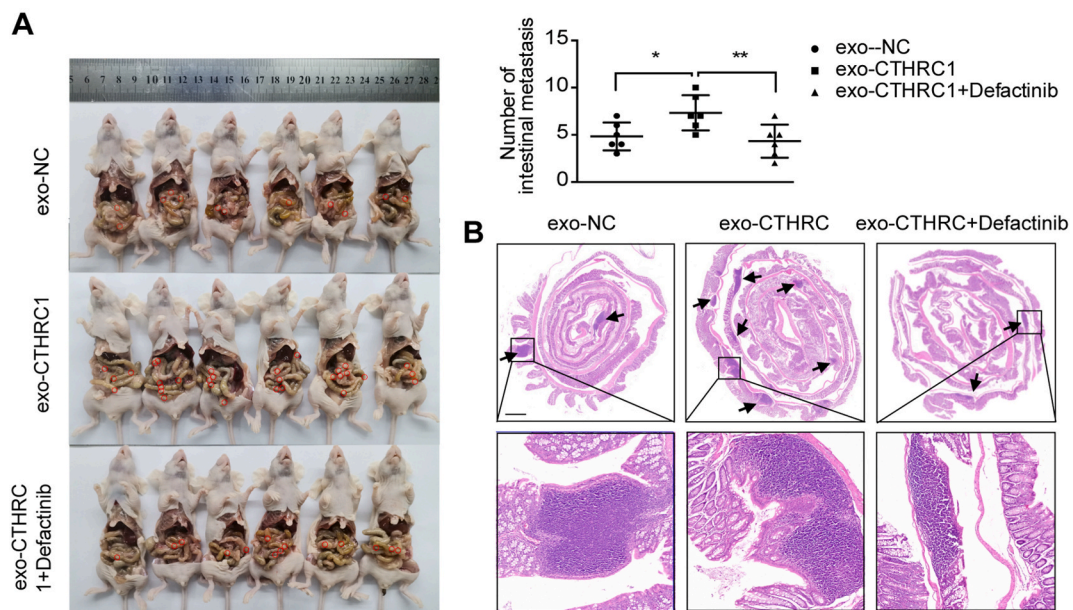 A
5 6 7 8 9 10 11 12 13 14 15 16 17 18 19 20 21 22 23 24 25 26 27 28
exo-NC
exo-CTHRC1
exo-CTHRC
1+Defactinib
Number of
intestinal metastasis
15
10
5
0
*
**
exo--NC
exo-CTHRC1
exo-CTHRC1+Defactinib
B
exo-NC
exo-CTHRC
exo-CTHRC+Defactinib